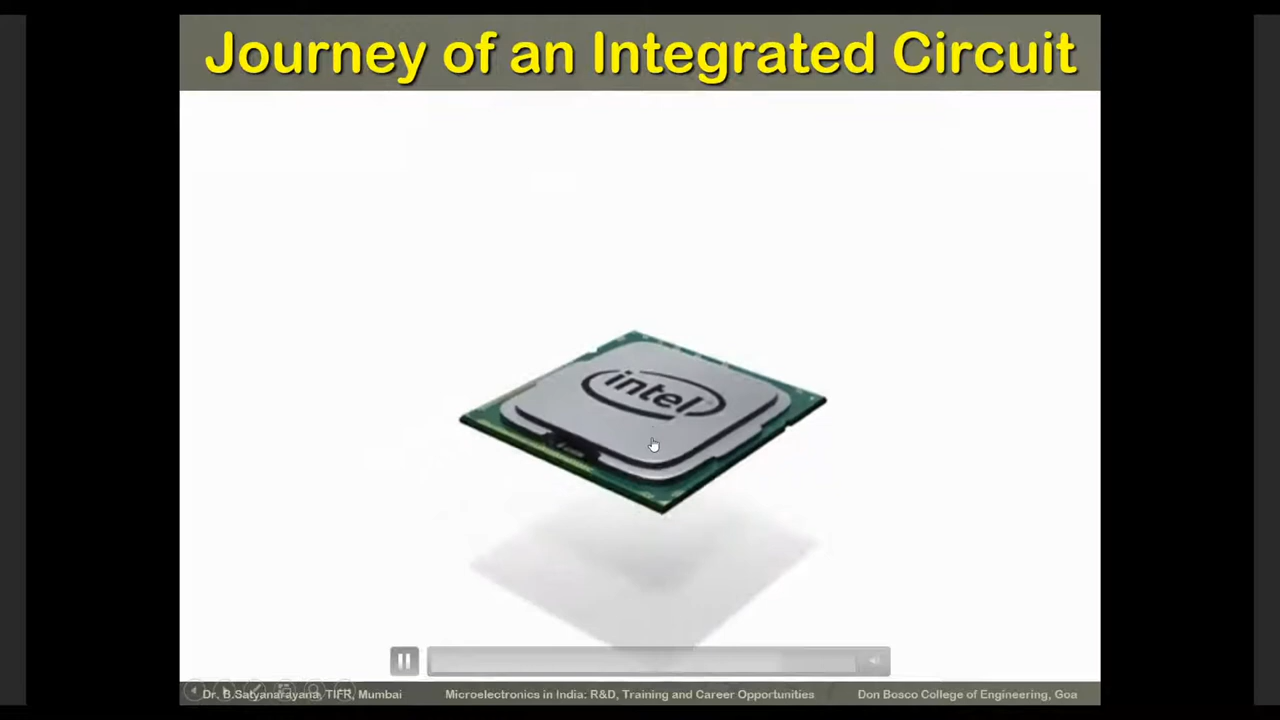 Journey of an Integrated Circuit
intel
Dr. B.Satyanarayana, TIFR, Mumbai
Microelectronics in India: R&D, Training and Career Opportunities
Don Bosco College of Engineering, Goa